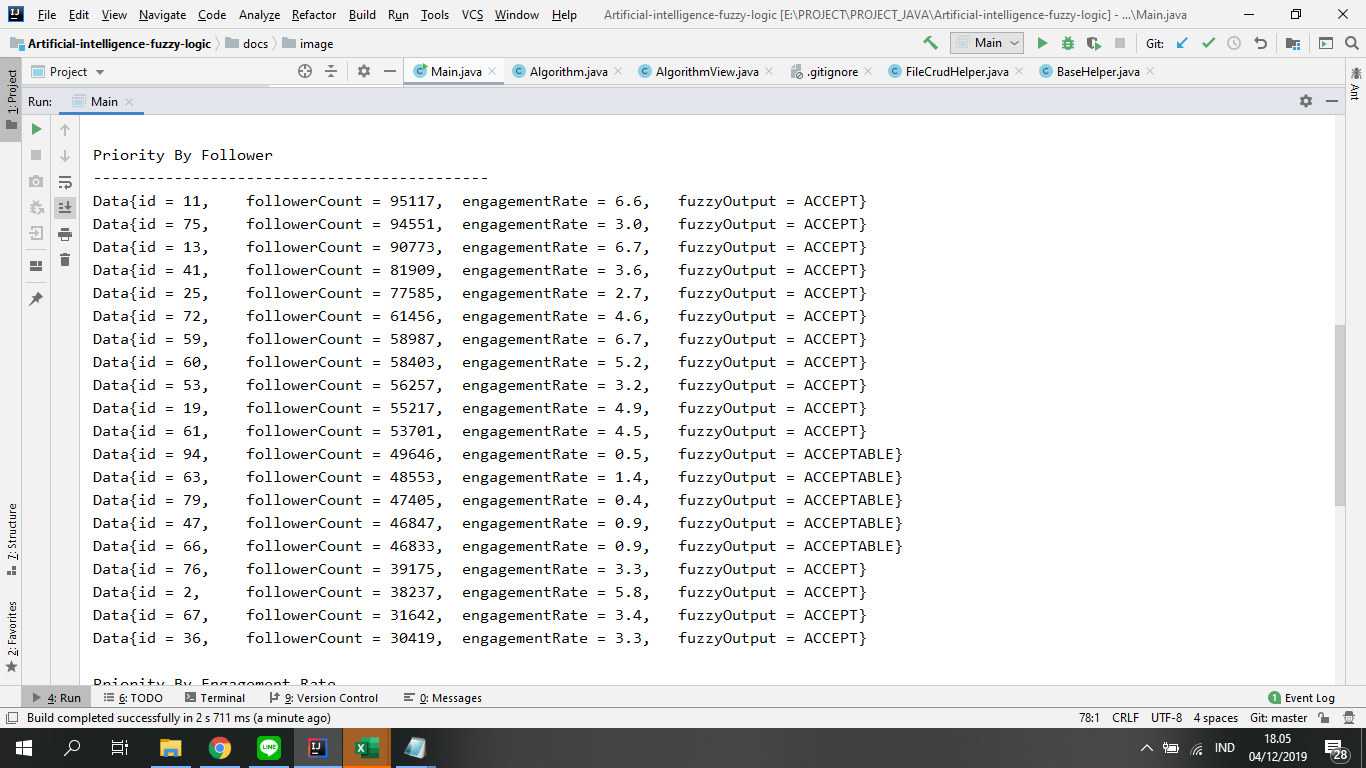 File Edit View Navigate Code Analyze Refactor Build Run Tools VCS Window Help Artificial-intelligence-fuzzy-logic [E:\PROJECT\PROJECT_JAVA\Artificial-intelligence-fuzzy-logic] - ...\Main.java
Artificial-intelligence-fuzzy-logic docs image Main Git:
Project Main.java Algorithm.java AlgorithmView.java .gitignore FileCrudHelper.java BaseHelper.java
1: Project
Ant
Run: Main
Priority By Follower
--------------------------------------------
Data{id = 11, followerCount = 95117, engagementRate = 6.6, fuzzyOutput = ACCEPT}
Data{id = 75, followerCount = 94551, engagementRate = 3.0, fuzzyOutput = ACCEPT}
Data{id = 13, followerCount = 90773, engagementRate = 6.7, fuzzyOutput = ACCEPT}
Data{id = 41, followerCount = 81909, engagementRate = 3.6, fuzzyOutput = ACCEPT}
Data{id = 25, followerCount = 77585, engagementRate = 2.7, fuzzyOutput = ACCEPT}
Data{id = 72, followerCount = 61456, engagementRate = 4.6, fuzzyOutput = ACCEPT}
Data{id = 59, followerCount = 58987, engagementRate = 6.7, fuzzyOutput = ACCEPT}
Data{id = 60, followerCount = 58403, engagementRate = 5.2, fuzzyOutput = ACCEPT}
Data{id = 53, followerCount = 56257, engagementRate = 3.2, fuzzyOutput = ACCEPT}
Data{id = 19, followerCount = 55217, engagementRate = 4.9, fuzzyOutput = ACCEPT}
Data{id = 61, followerCount = 53701, engagementRate = 4.5, fuzzyOutput = ACCEPT}
Data{id = 94, followerCount = 49646, engagementRate = 0.5, fuzzyOutput = ACCEPTABLE}
Data{id = 63, followerCount = 48553, engagementRate = 1.4, fuzzyOutput = ACCEPTABLE}
Data{id = 79, followerCount = 47405, engagementRate = 0.4, fuzzyOutput = ACCEPTABLE}
Data{id = 47, followerCount = 46847, engagementRate = 0.9, fuzzyOutput = ACCEPTABLE}
Data{id = 66, followerCount = 46833, engagementRate = 0.9, fuzzyOutput = ACCEPTABLE}
Data{id = 76, followerCount = 39175, engagementRate = 3.3, fuzzyOutput = ACCEPT}
Data{id = 2, followerCount = 38237, engagementRate = 5.8, fuzzyOutput = ACCEPT}
Data{id = 67, followerCount = 31642, engagementRate = 3.4, fuzzyOutput = ACCEPT}
Data{id = 36, followerCount = 30419, engagementRate = 3.3, fuzzyOutput = ACCEPT}
Priority By Engagement Rate
7: Structure
2: Favorites
4: Run 6: TODO Terminal 9: Version Control 0: Messages 1 Event Log
Build completed successfully in 2 s 711 ms (a minute ago) 78:1 CRLF UTF-8 4 spaces Git: master
LINE IND 18.05
04/12/2019 28